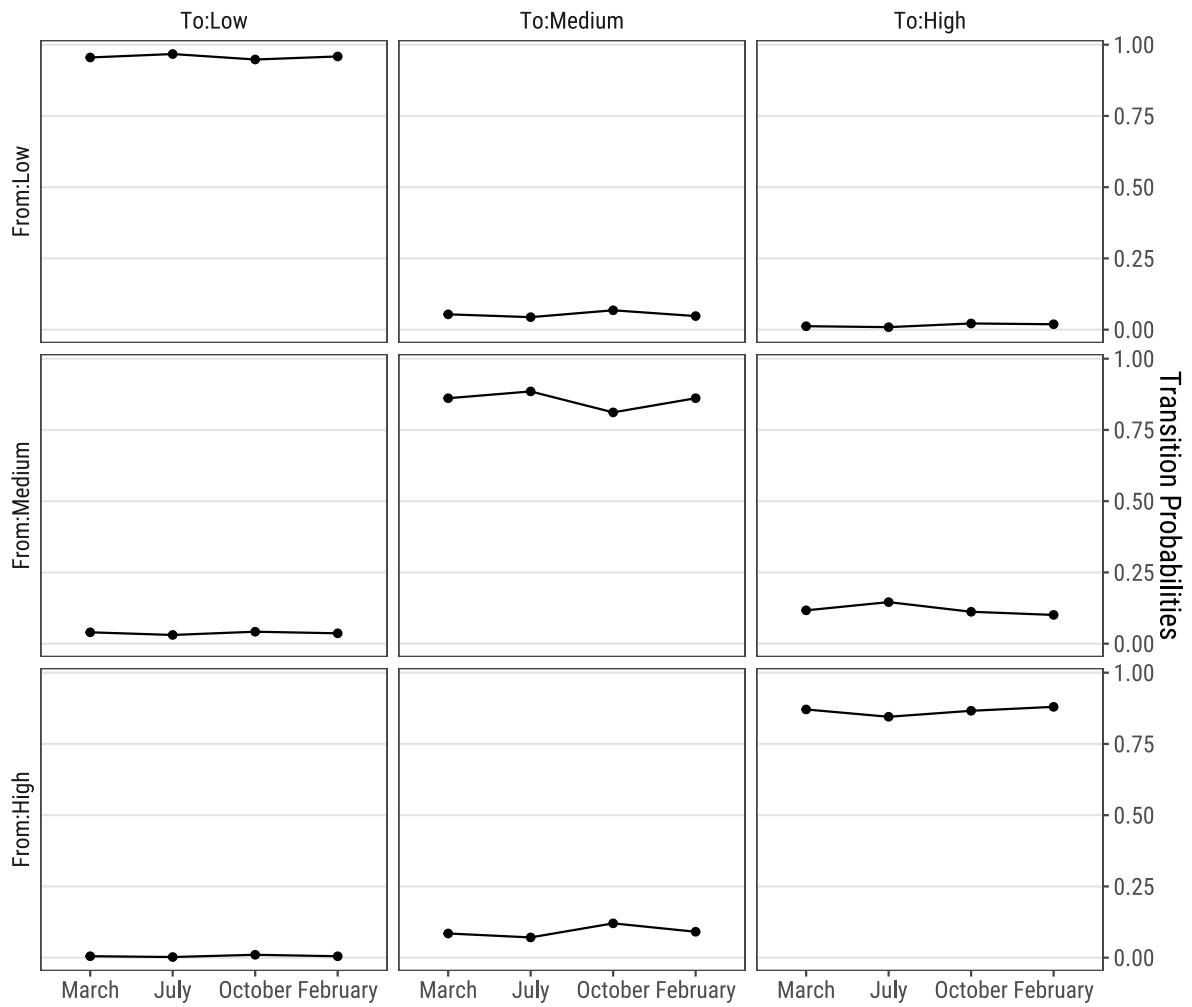 To:Low To:Medium To:High
From:Low
1.00
0.75
0.50
0.25
0.00
From:Medium
1.00
0.75
0.50
0.25
0.00
From:High
1.00
0.75
0.50
0.25
0.00
Transition Probabilities
March July October February March July October February March July October February